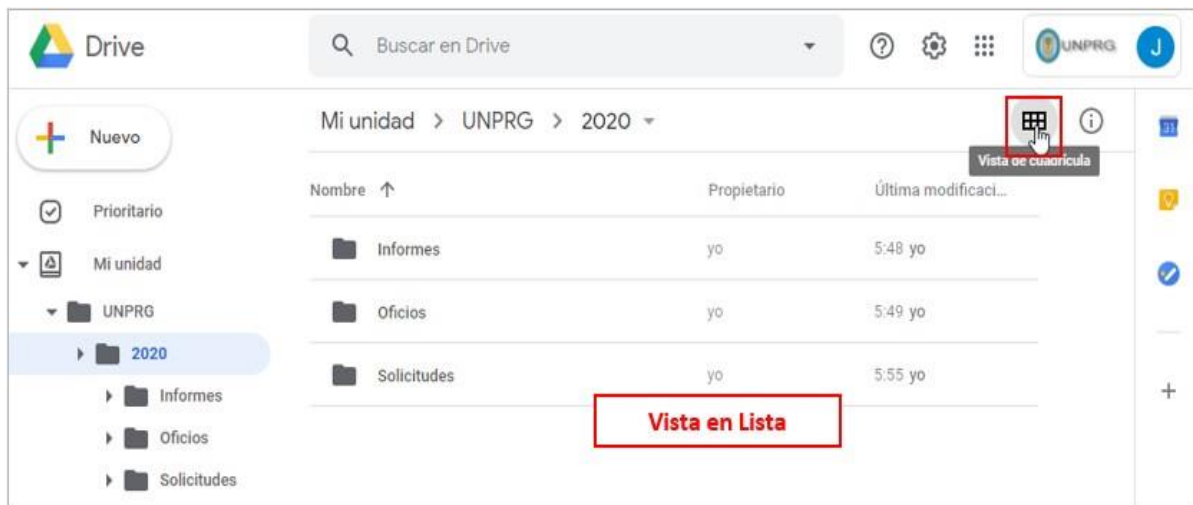 Drive
Buscar en Drive
UNPRG
J
Nuevo
Mi unidad > UNPRG > 2020
Vista de cuadrícula
31
Nombre ↑ Propietario Última modificaci...
Prioritario
Mi unidad
UNPRG
2020
Informes
Oficios
Solicitudes
Informes yo 5:48 yo
Oficios yo 5:49 yo
Solicitudes yo 5:55 yo
Vista en Lista